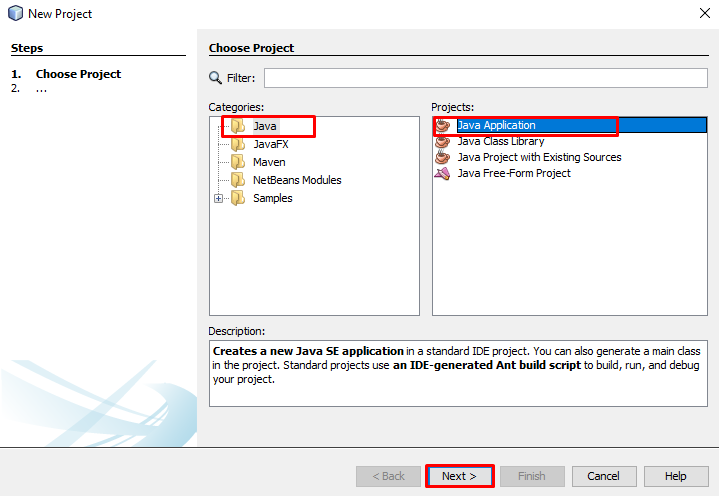 New Project
Steps
1. Choose Project
2. ...
Choose Project
Filter:
Categories:
Java
JavaFX
Maven
NetBeans Modules
Samples
Projects:
Java Application
Java Class Library
Java Project with Existing Sources
Java Free-Form Project
Description:
Creates a new Java SE application in a standard IDE project. You can also generate a main class
in the project. Standard projects use an IDE-generated Ant build script to build, run, and debug
your project.
< Back
Next >
Finish
Cancel
Help